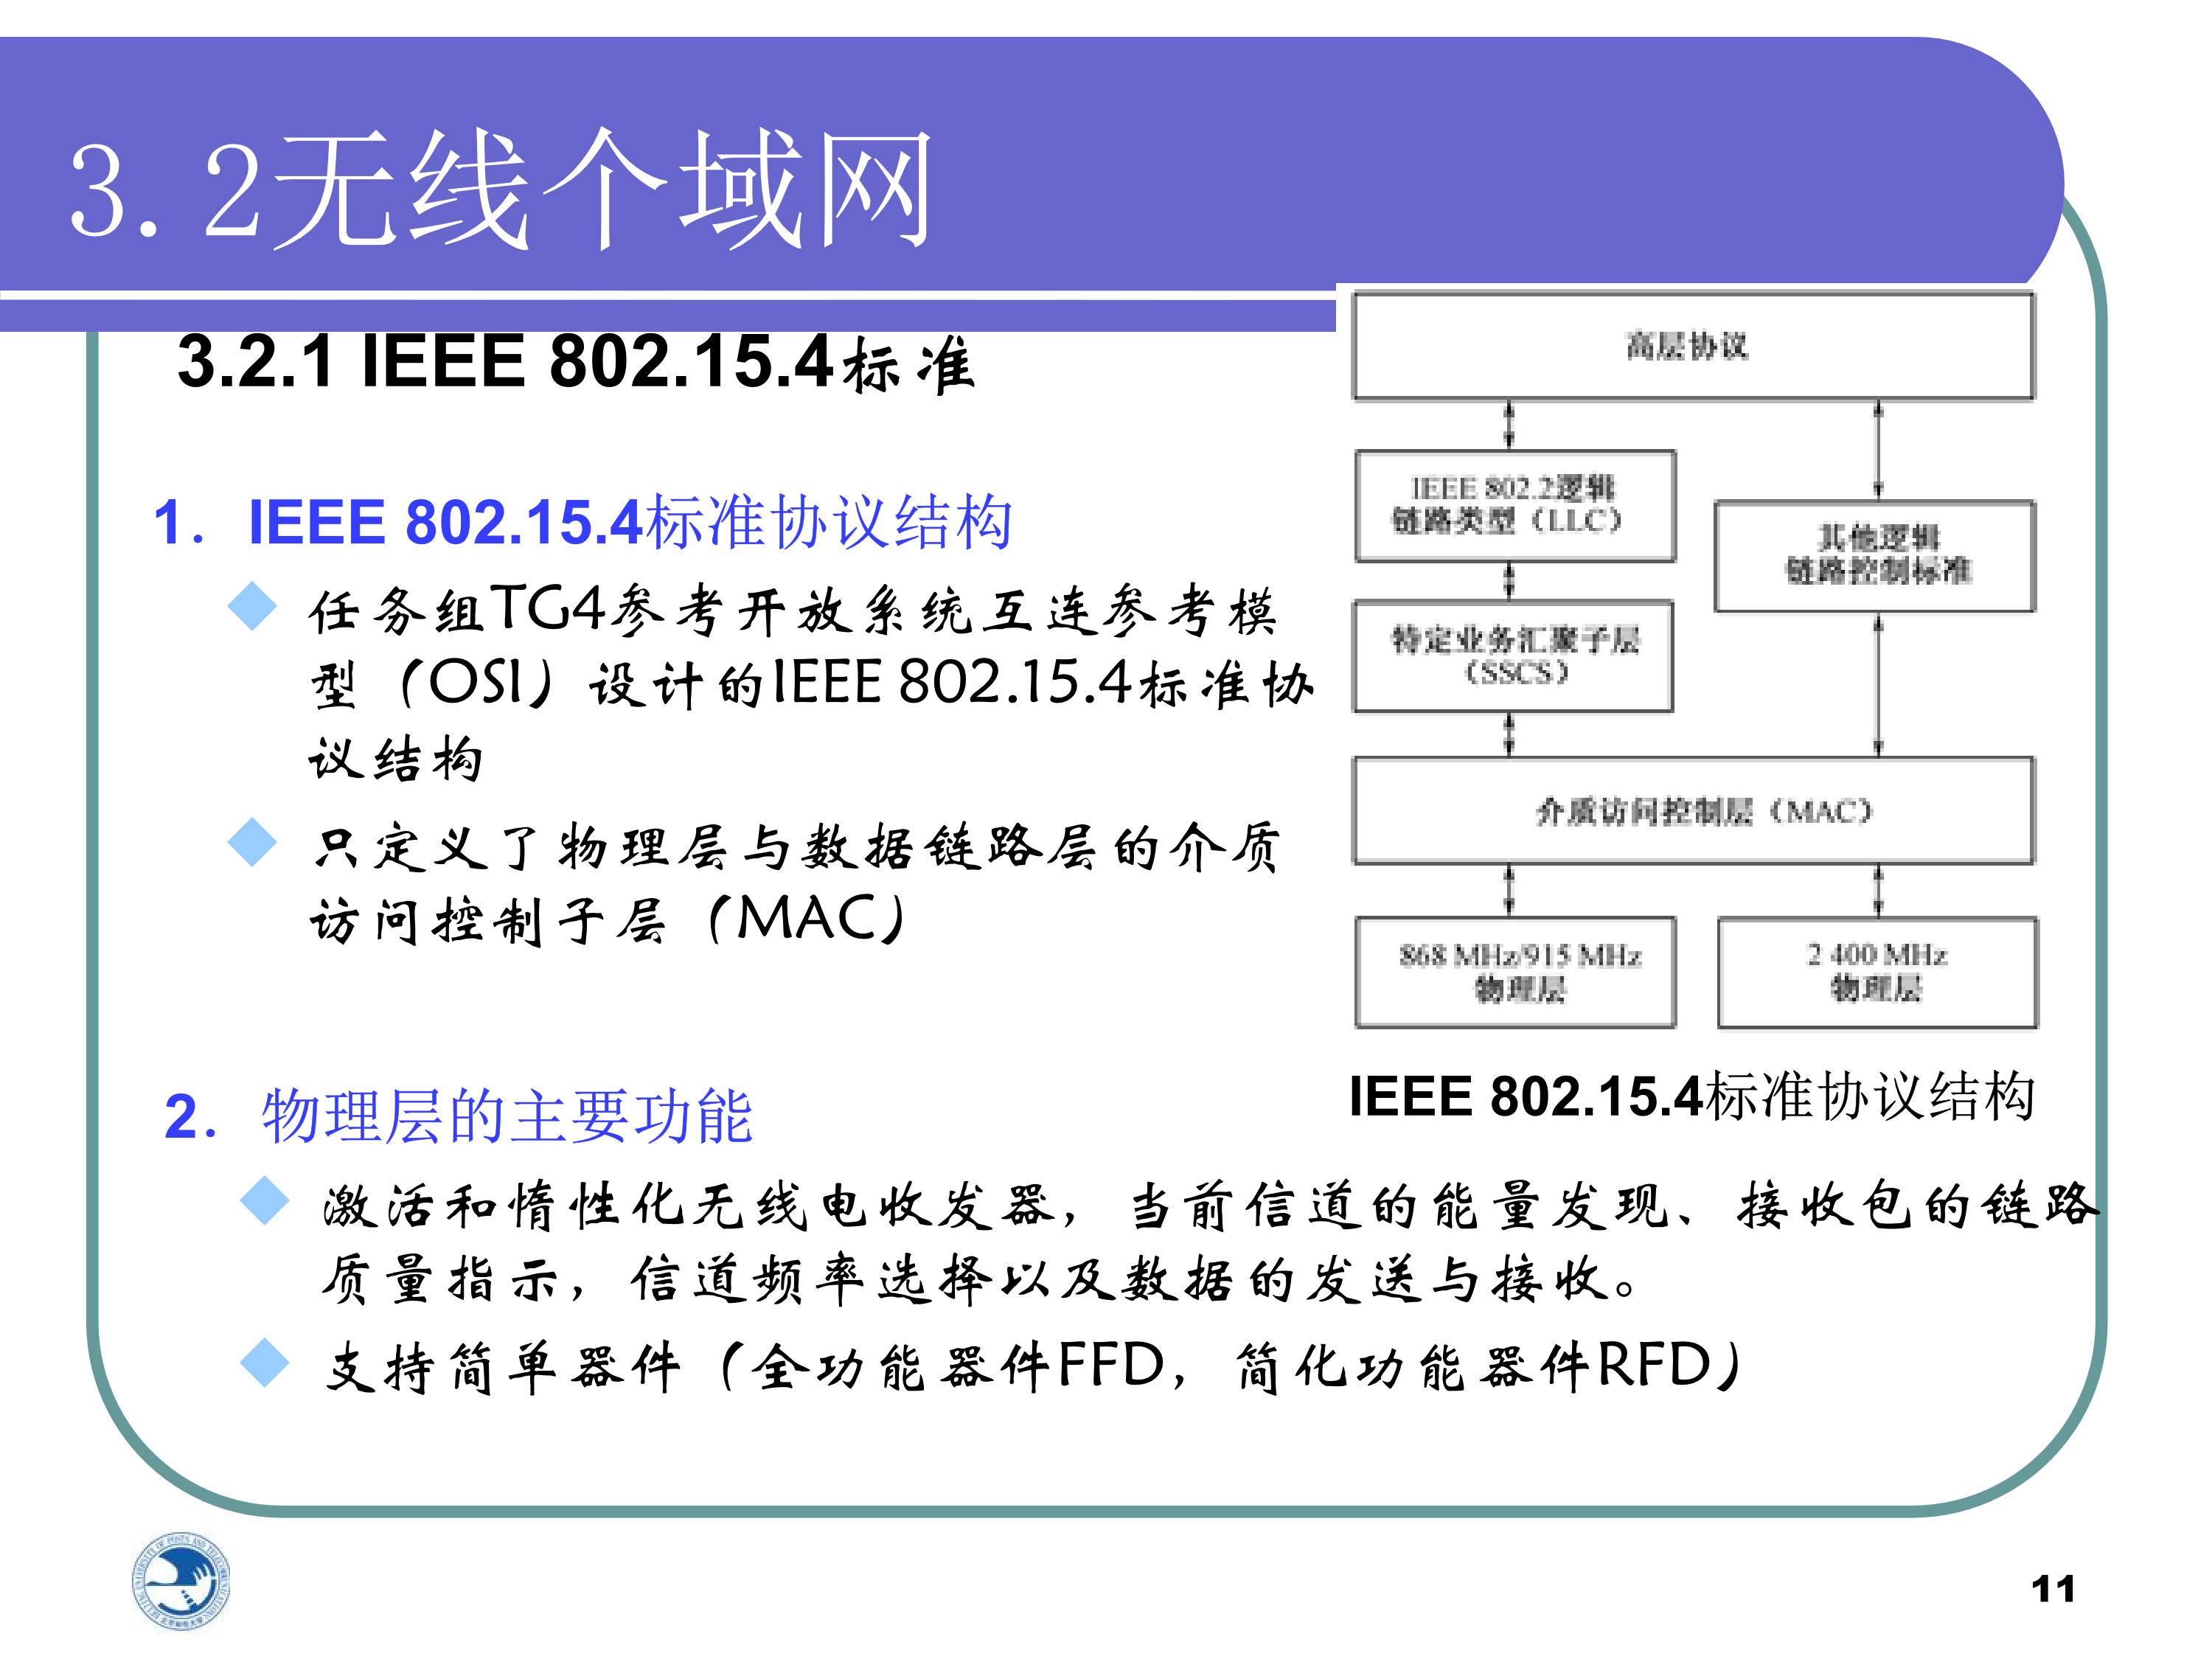 3.2无线个域网
3.2.1 IEEE 802.15.4标准
1. IEEE 802.15.4标准协议结构
任务组TG4参考开放系统互连参考模
型（OSI）设计的IEEE 802.15.4标准协
议结构
只定义了物理层与数据链路层的介质
访问控制子层（MAC）
高层协议
IEEE 802.2逻辑
链路类型（LLC）
其他逻辑
链路控制标准
特定业务汇聚子层
（SSCS）
介质访问控制层（MAC）
868 MHz/915 MHz
物理层
2 400 MHz
物理层
IEEE 802.15.4标准协议结构
2. 物理层的主要功能
激活和惰性化无线电收发器，当前信道的能量发现、接收包的链路
质量指示，信道频率选择以及数据的发送与接收。
支持简单器件（全功能器件FFD，简化功能器件RFD）
11